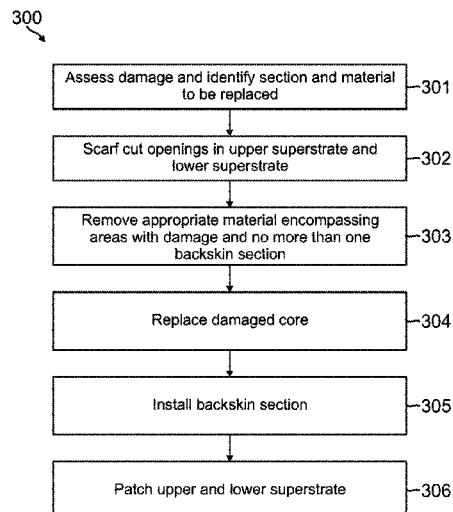 300
Assess damage and identify section and material
to be replaced
301
Scarf cut openings in upper superstrate and
lower superstrate
302
Remove appropriate material encompassing
areas with damage and no more than one
backskin section
303
Replace damaged core
304
Install backskin section
305
Patch upper and lower superstrate
306